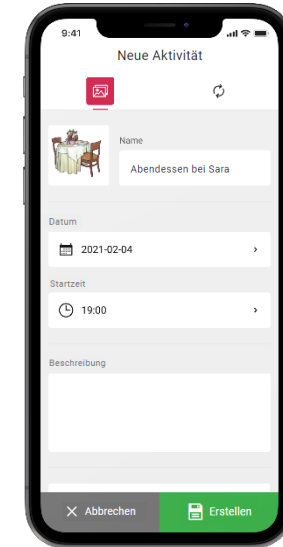 9:41
Neue Aktivität
Name
Abendessen bei Sara
Datum
2021-02-04
Startzeit
19:00
Beschreibung
Abbrechen
Erstellen